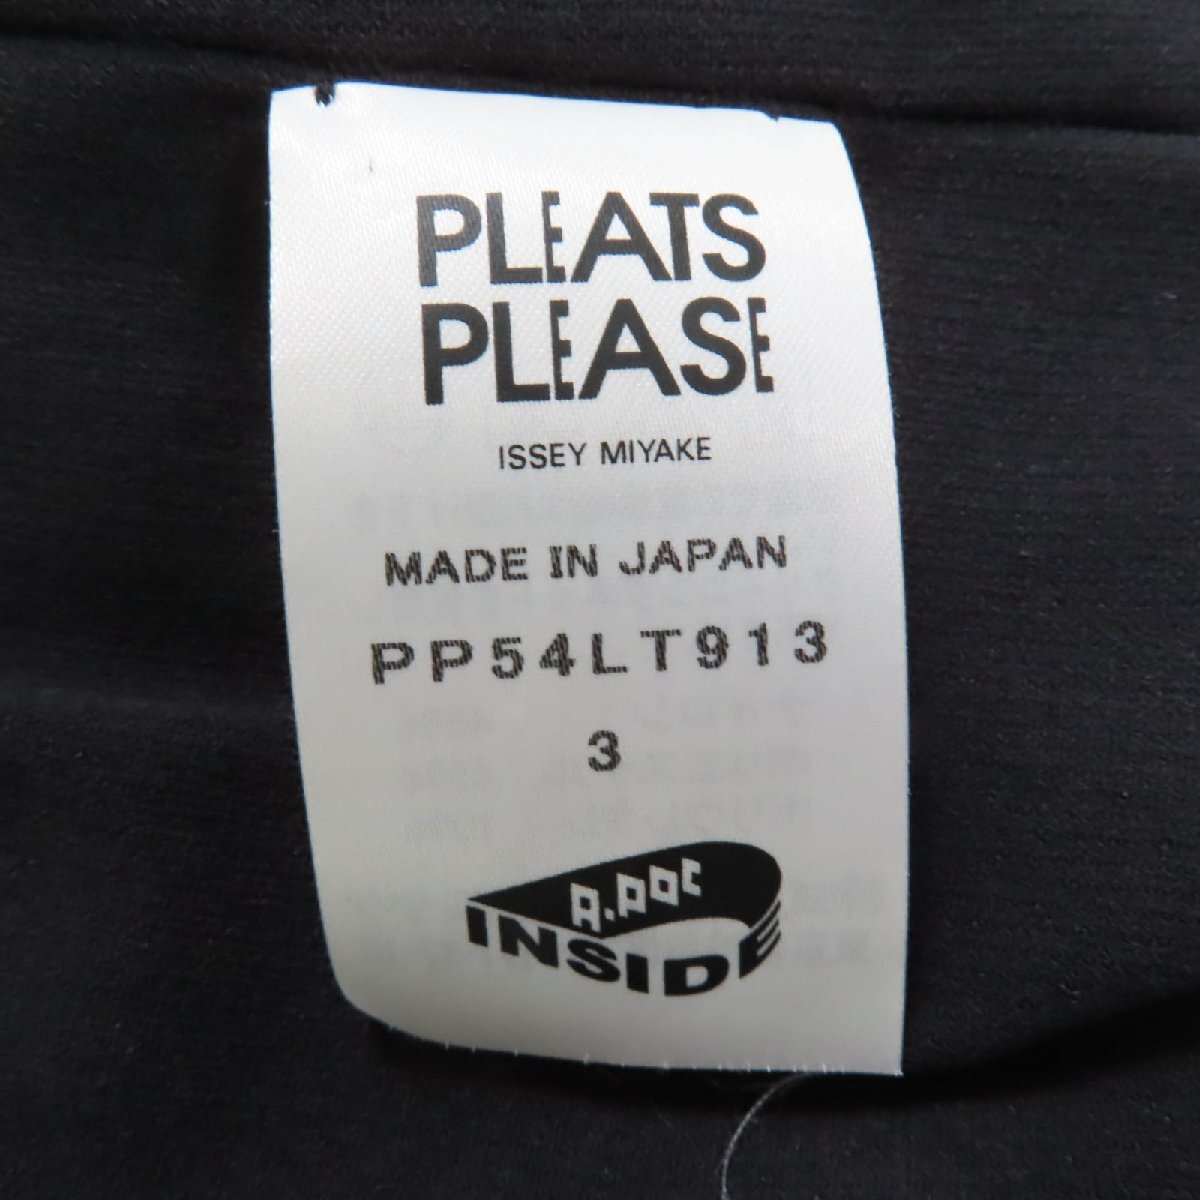 PLEATS
PLEASE
ISSEY MIYAKE
MADE IN JAPAN
PP54LT913
3
A.POC
INSIDE